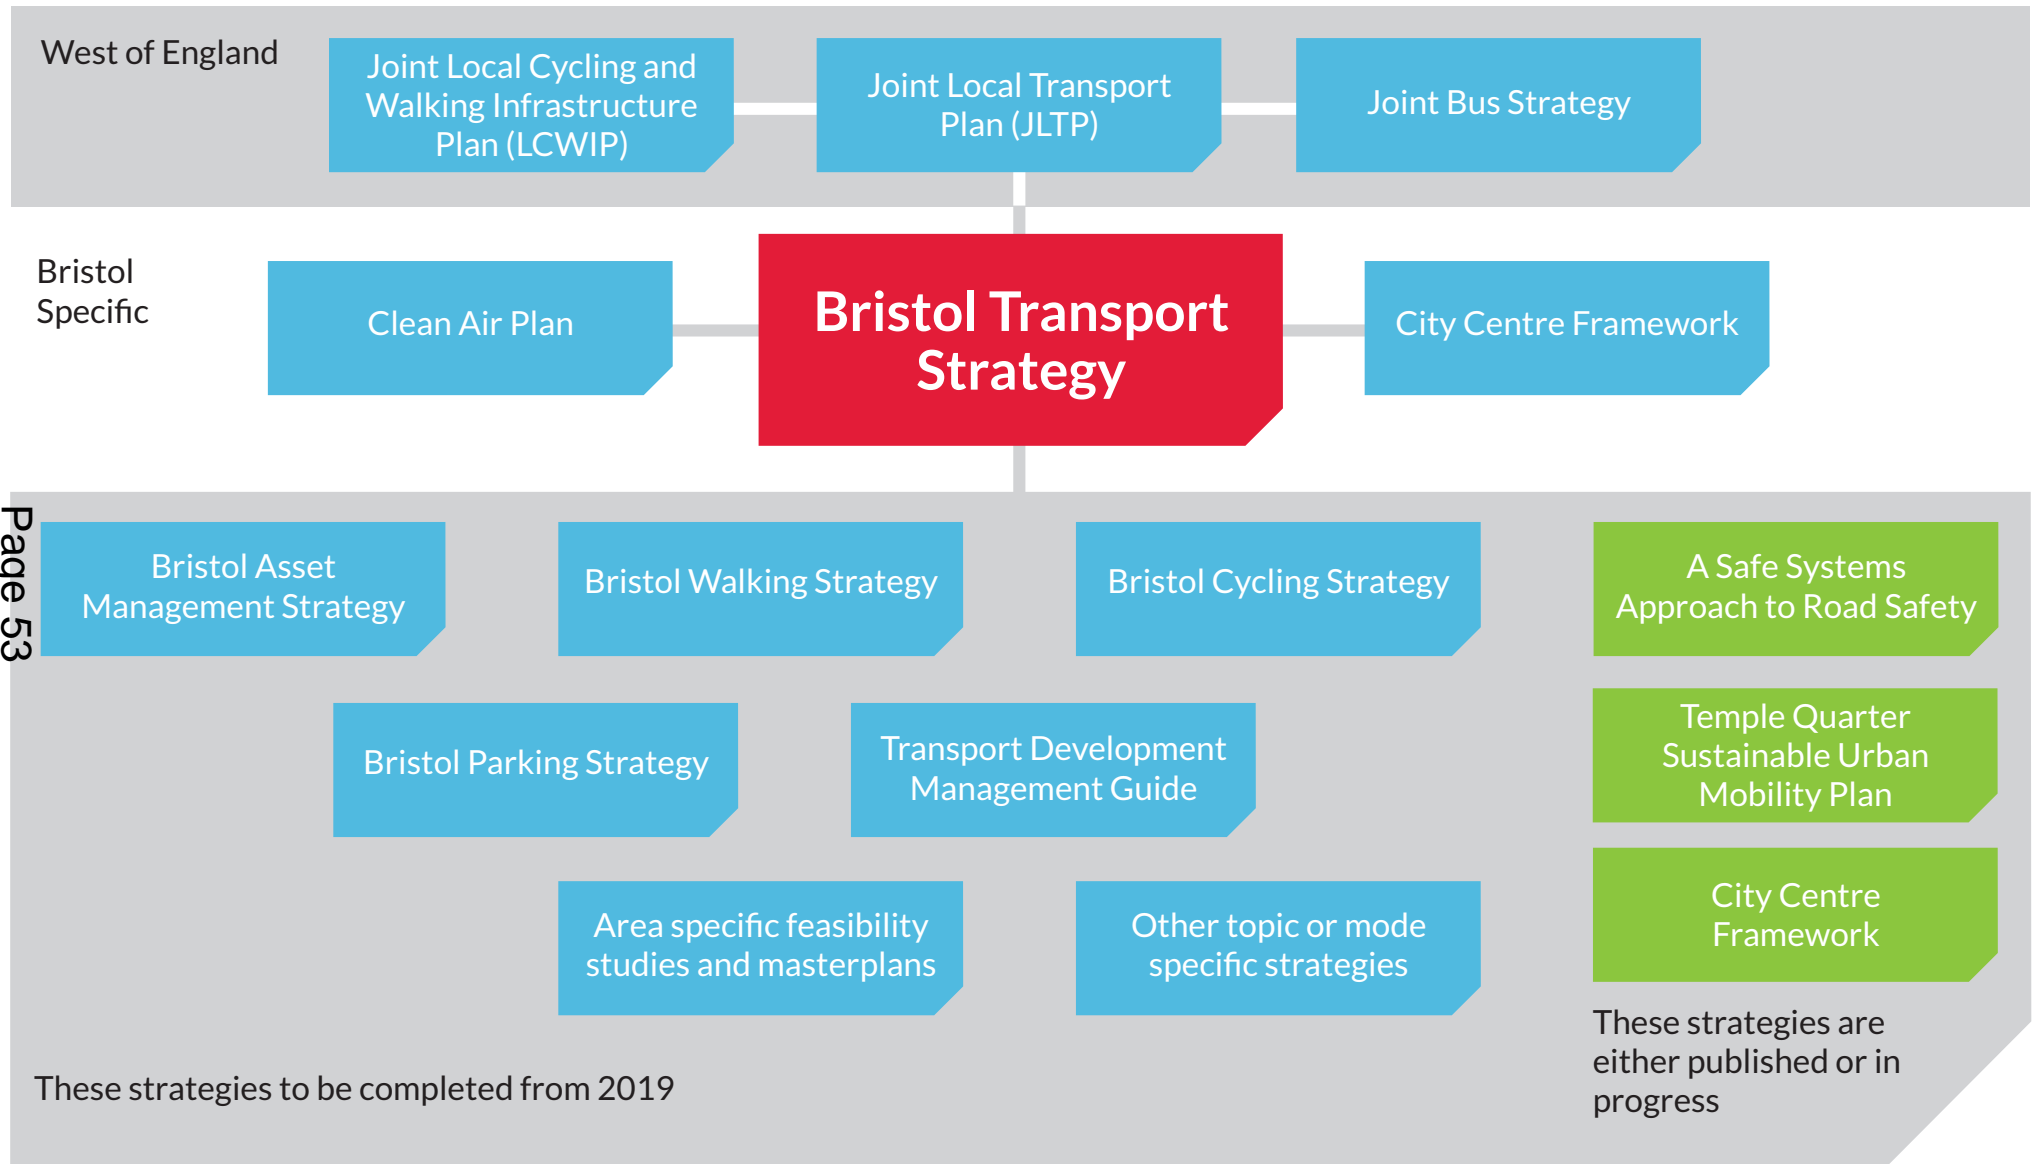 West of England
Joint Local Cycling and
Walking Infrastructure
Plan (LCWIP)
Joint Local Transport
Plan (JLTP)
Joint Bus Strategy
Bristol
Specific
Clean Air Plan
Bristol Transport
Strategy
City Centre Framework
Page 53
Bristol Asset
Management Strategy
Bristol Walking Strategy
Bristol Cycling Strategy
A Safe Systems
Approach to Road Safety
Bristol Parking Strategy
Transport Development
Management Guide
Temple Quarter
Sustainable Urban
Mobility Plan
Area specific feasibility
studies and masterplans
Other topic or mode
specific strategies
City Centre
Framework
These strategies are
either published or in
progress
These strategies to be completed from 2019